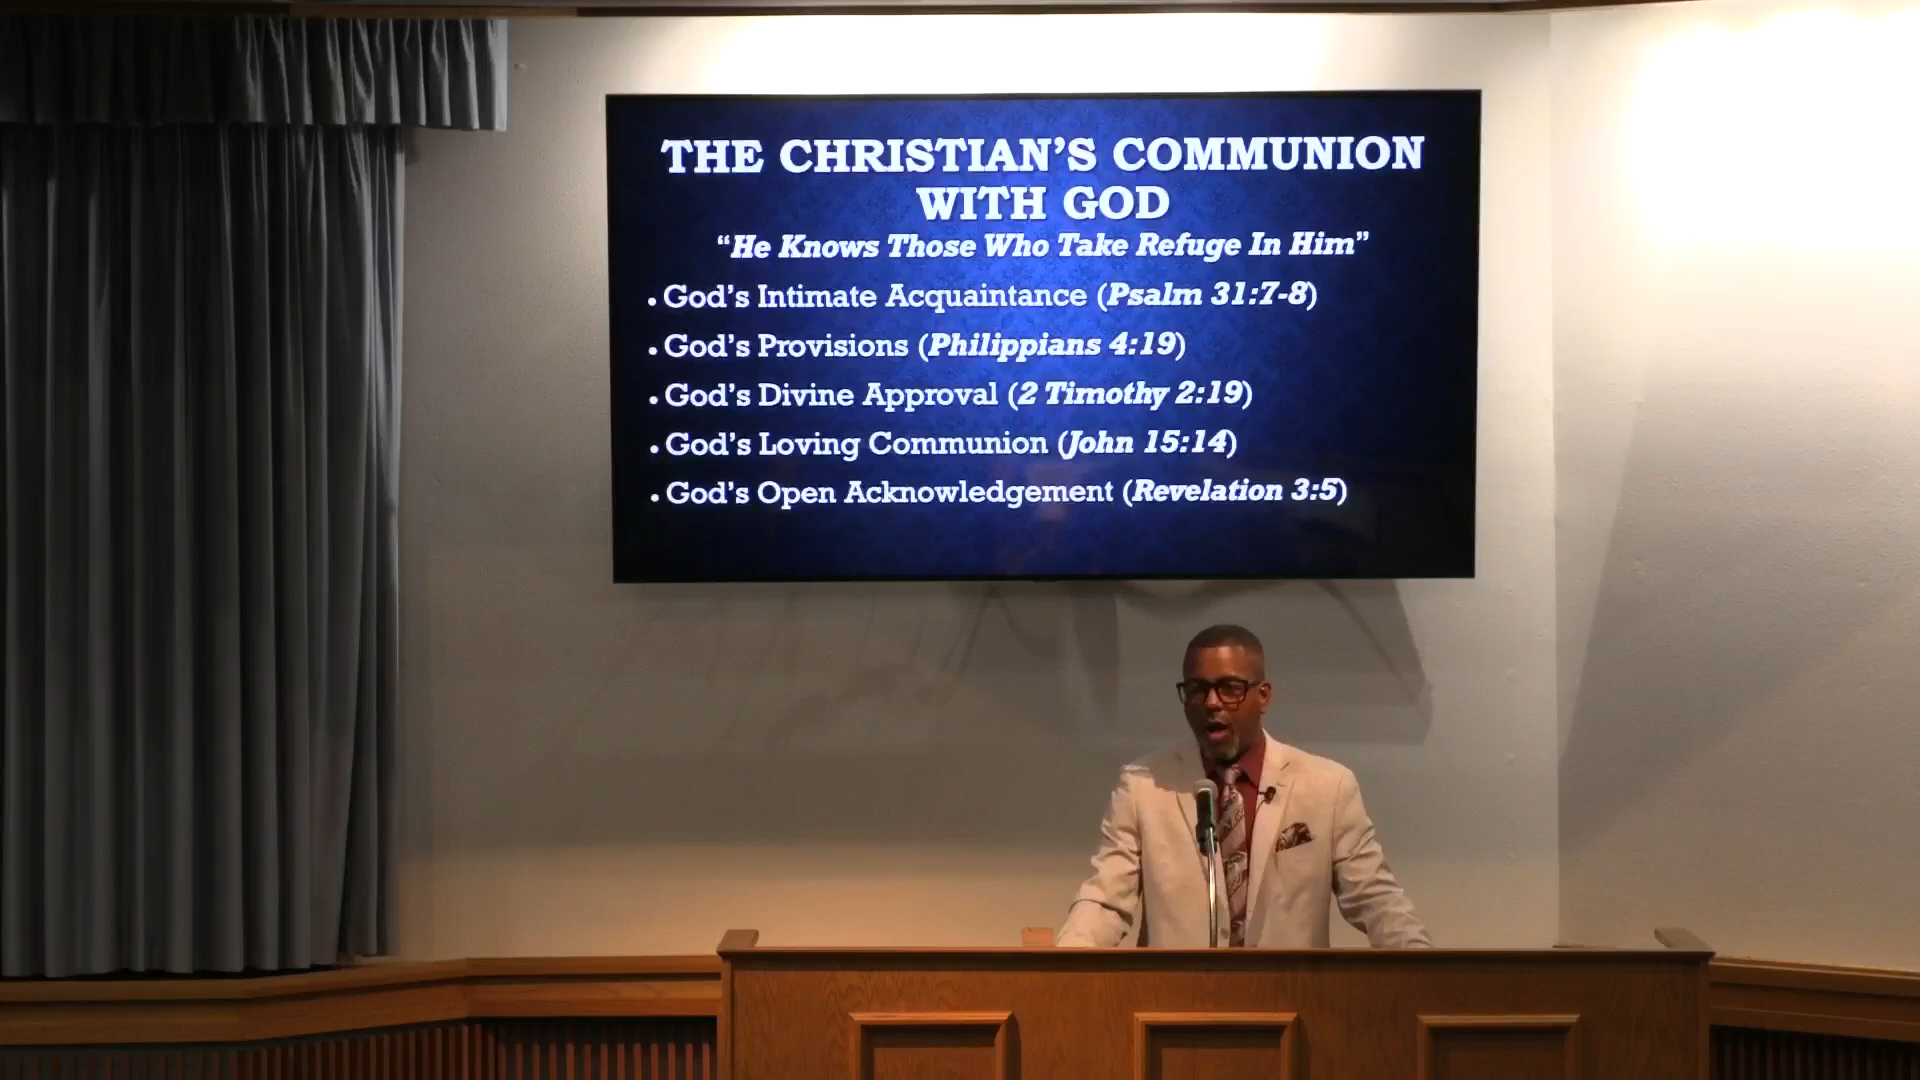 THE CHRISTIAN’S COMMUNION
WITH GOD
“He Knows Those Who Take Refuge In Him”
• God’s Intimate Acquaintance (Psalm 31:7-8)
• God’s Provisions (Philippians 4:19)
• God’s Divine Approval (2 Timothy 2:19)
• God’s Loving Communion (John 15:14)
• God’s Open Acknowledgement (Revelation 3:5)